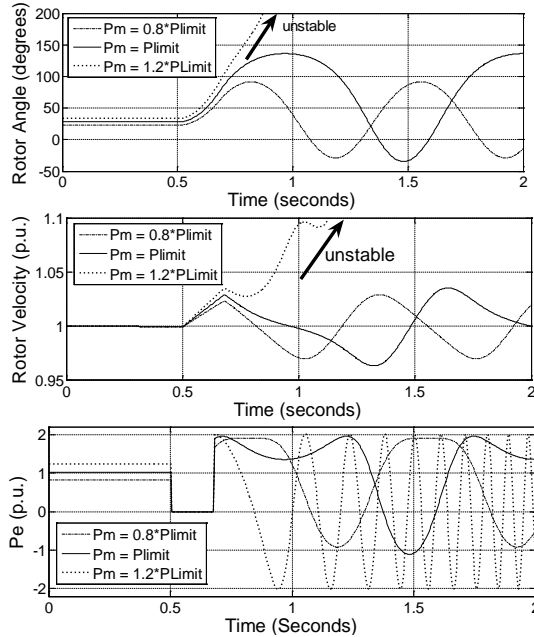 Rotor Angle (degrees)
200
150
100
50
0
-50
Pm = 0.8*Plimit
Pm = Plimit
Pm = 1.2*PLimit
unstable
0 0.5 1 1.5 2
Time (seconds)
Rotor Velocity (p.u.)
1.1
1.05
1
0.95
Pm = 0.8*Plimit
Pm = Plimit
Pm = 1.2*PLimit
unstable
0 0.5 1 1.5 2
Time (seconds)
Pe (p.u.)
2
1
0
-1
-2
Pm = 0.8*Plimit
Pm = Plimit
Pm = 1.2*PLimit
0 0.5 1 1.5 2
Time (seconds)